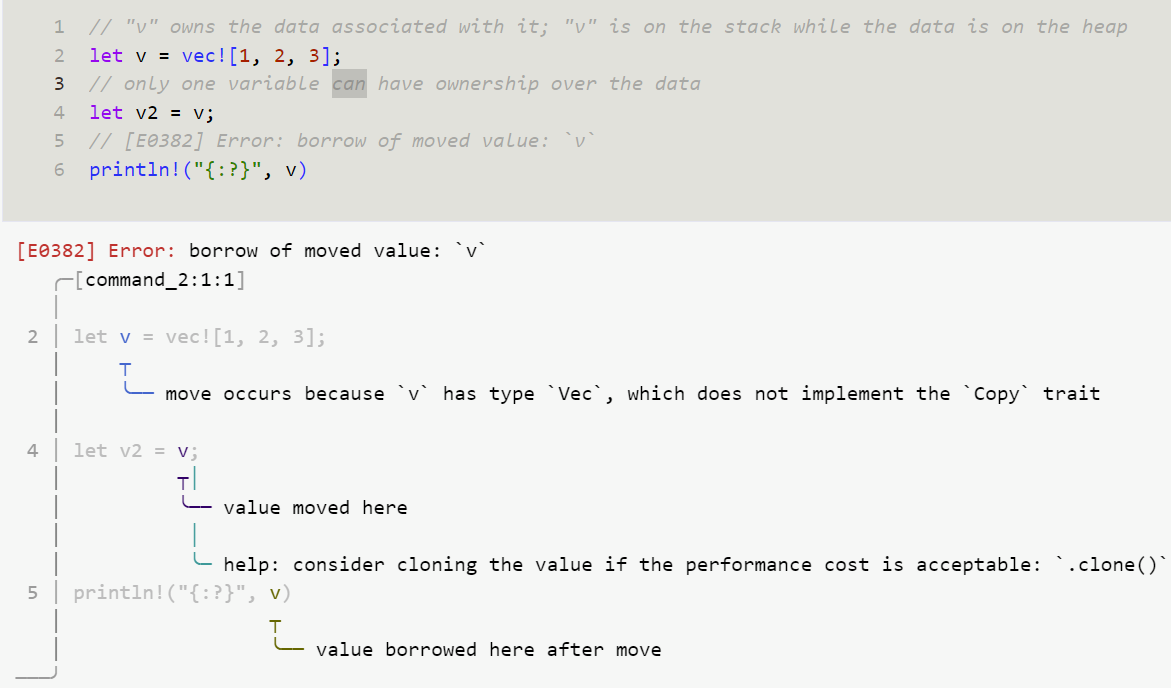 1 // "v" owns the data associated with it; "v" is on the stack while the data is on the heap
2 let v = vec![1, 2, 3];
3 // only one variable can have ownership over the data
4 let v2 = v;
5 // [E0382] Error: borrow of moved value: `v`
6 println!("{:?}", v)
[E0382] Error: borrow of moved value: `v`
[command_2:1:1]
2 let v = vec![1, 2, 3];
move occurs because `v` has type `Vec`, which does not implement the `Copy` trait
4 let v2 = v;
value moved here
help: consider cloning the value if the performance cost is acceptable: `.clone()`
5 println!("{:?}", v)
value borrowed here after move